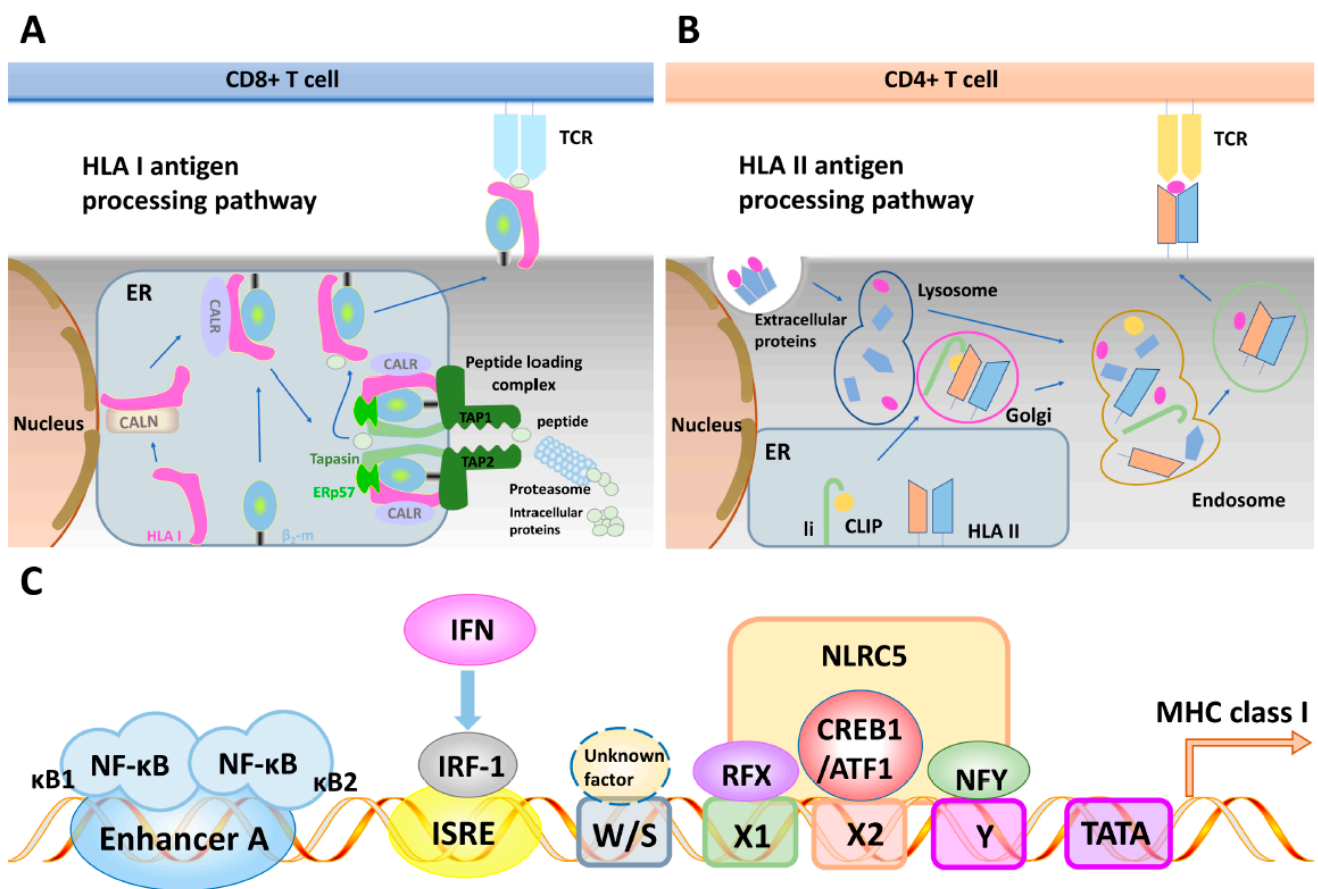 A
CD8+ T cell
TCR
HLA I antigen
processing pathway
ER
CALR
CALN
Nucleus
HLA I
β2-m
CALR
Peptide loading
complex
TAP1
peptide
Tapasin
TAP2
ERp57
CALR
Proteasome
Intracellular
proteins
B
CD4+ T cell
TCR
HLA II antigen
processing pathway
Lysosome
Extracellular
proteins
Golgi
Nucleus
ER
Ii
CLIP
HLA II
Endosome
C
IFN
NLRC5
MHC class I
κB1
NF-κB
NF-κB
κB2
IRF-1
Unknown
factor
RFX
CREB1
/ATF1
NFY
Enhancer A
ISRE
W/S
X1
X2
Y
TATA